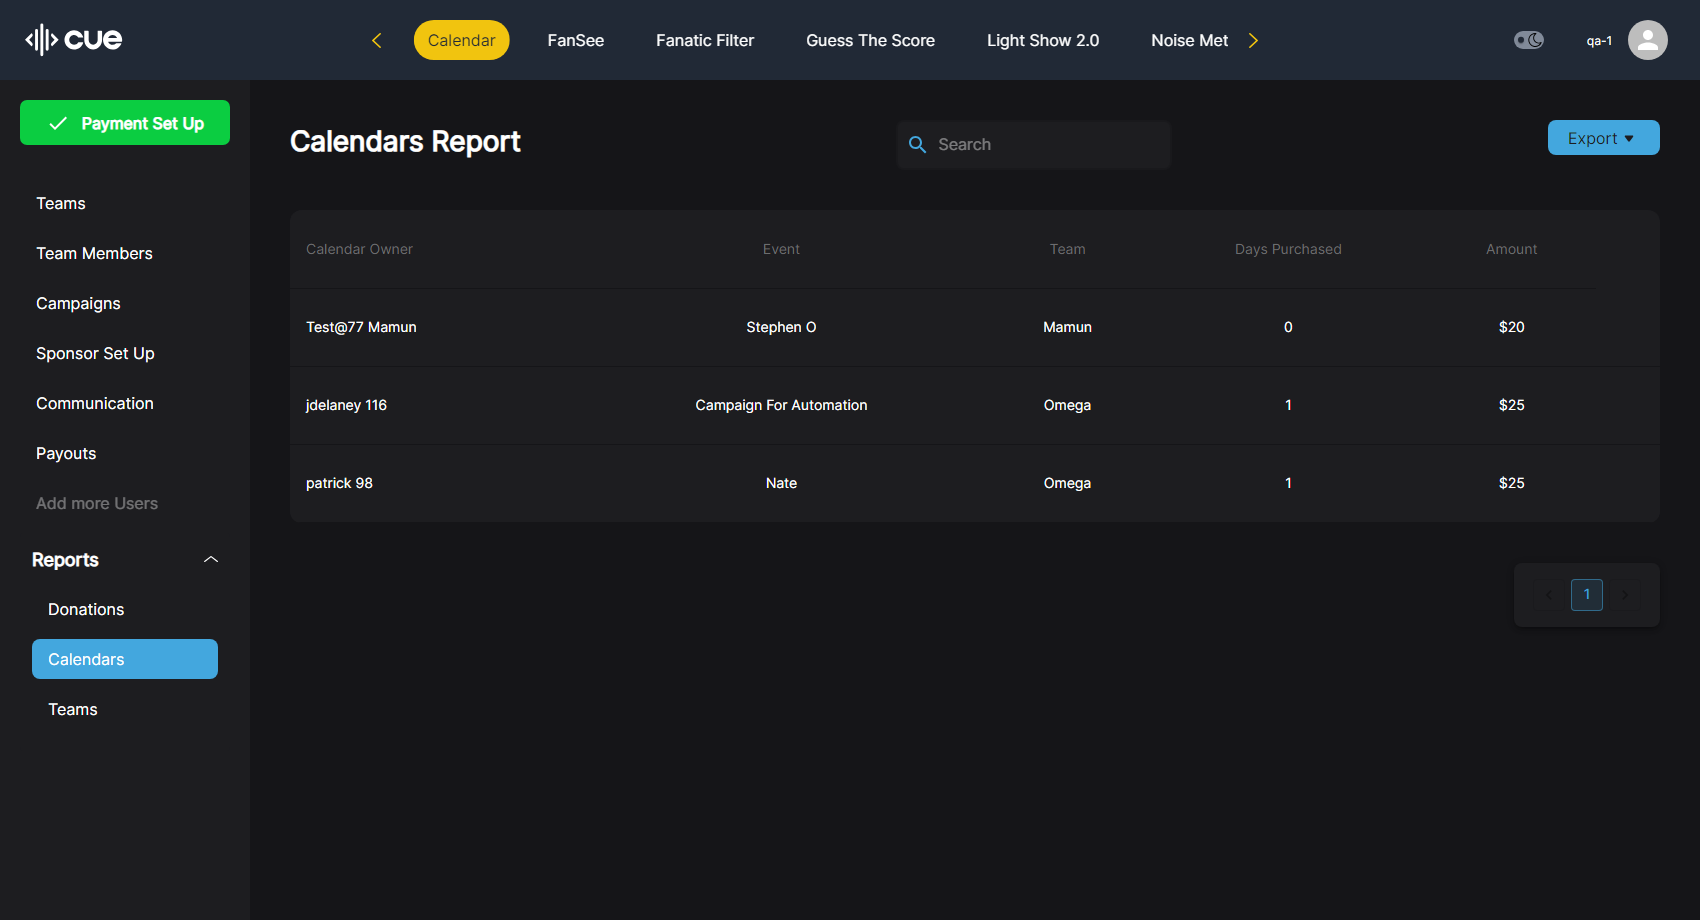 cue
Calendar FanSee Fanatic Filter Guess The Score Light Show 2.0 Noise Met
qa-1
Payment Set Up
Teams
Team Members
Campaigns
Sponsor Set Up
Communication
Payouts
Add more Users
Reports
Donations
Calendars
Teams
Calendars Report
Search
Export
Calendar Owner Event Team Days Purchased Amount
Test@77 Mamun Stephen O Mamun 0 $20
jdelaney 116 Campaign For Automation Omega 1 $25
patrick 98 Nate Omega 1 $25
1